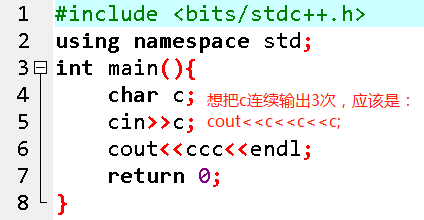 1 #include <bits/stdc++.h>
2 using namespace std;
3 int main(){
4 char c; 想把c连续输出3次，应该是：
5 cin>>c; cout<<c<<c<<c;
6 cout<<ccc<<endl;
7 return 0;
8 }